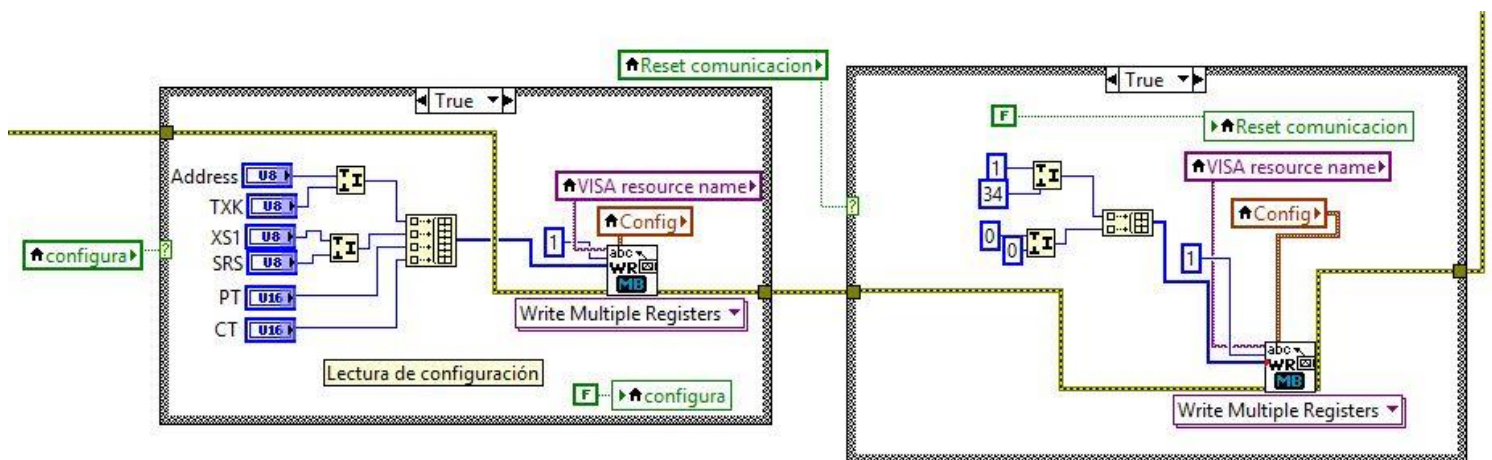 Reset comunicacion
True
True
F
Reset comunicacion
Address U8
TXK U8
XS1 U8
SRS U8
PT U16
CT U16
configura
VISA resource name
Config
1
abc
WR
MB
Write Multiple Registers
Lectura de configuración
F
configura
1
34
0
0
VISA resource name
Config
1
abc
WR
MB
Write Multiple Registers